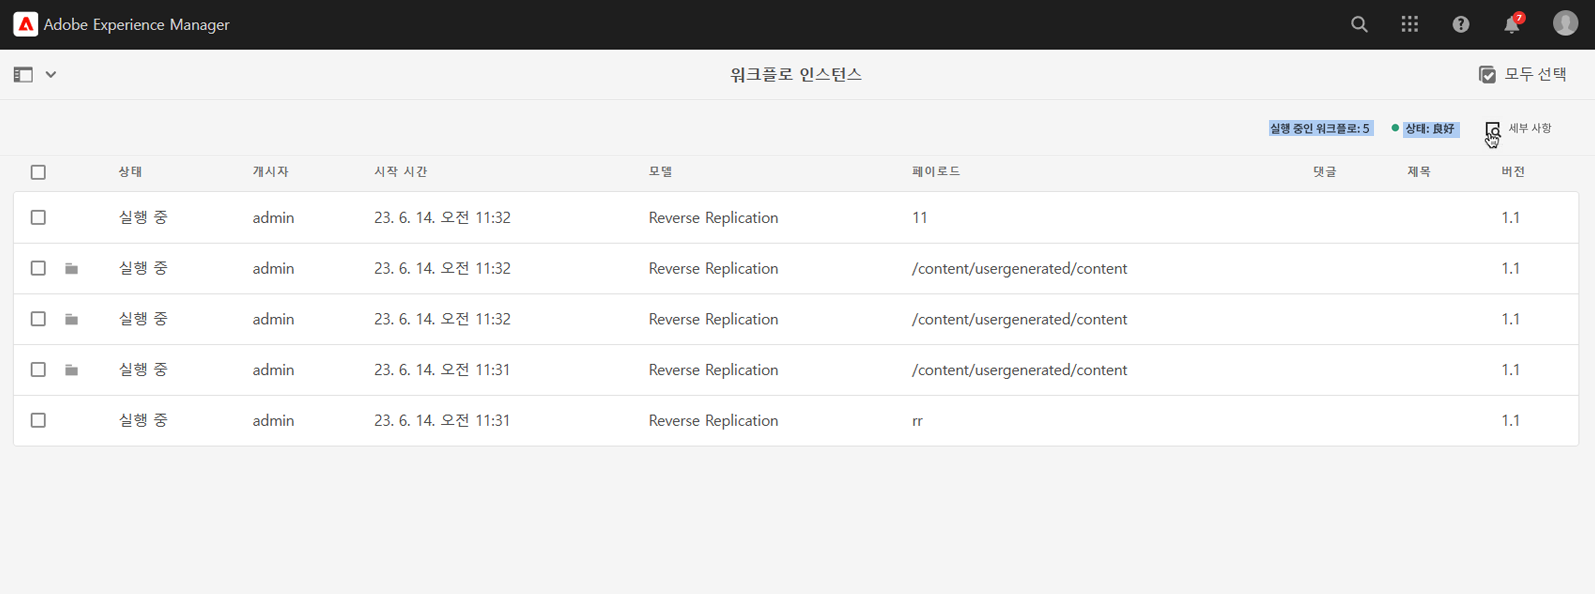 Adobe Experience Manager
7
워크플로 인스턴스
모두 선택
실행 중인 워크플로: 5 상태: 良好 세부 사항
상태 개시자 시작 시간 모델 페이로드 댓글 제목 버전
실행 중 admin 23. 6. 14. 오전 11:32 Reverse Replication 11 1.1
실행 중 admin 23. 6. 14. 오전 11:32 Reverse Replication /content/usergenerated/content 1.1
실행 중 admin 23. 6. 14. 오전 11:32 Reverse Replication /content/usergenerated/content 1.1
실행 중 admin 23. 6. 14. 오전 11:31 Reverse Replication /content/usergenerated/content 1.1
실행 중 admin 23. 6. 14. 오전 11:31 Reverse Replication rr 1.1